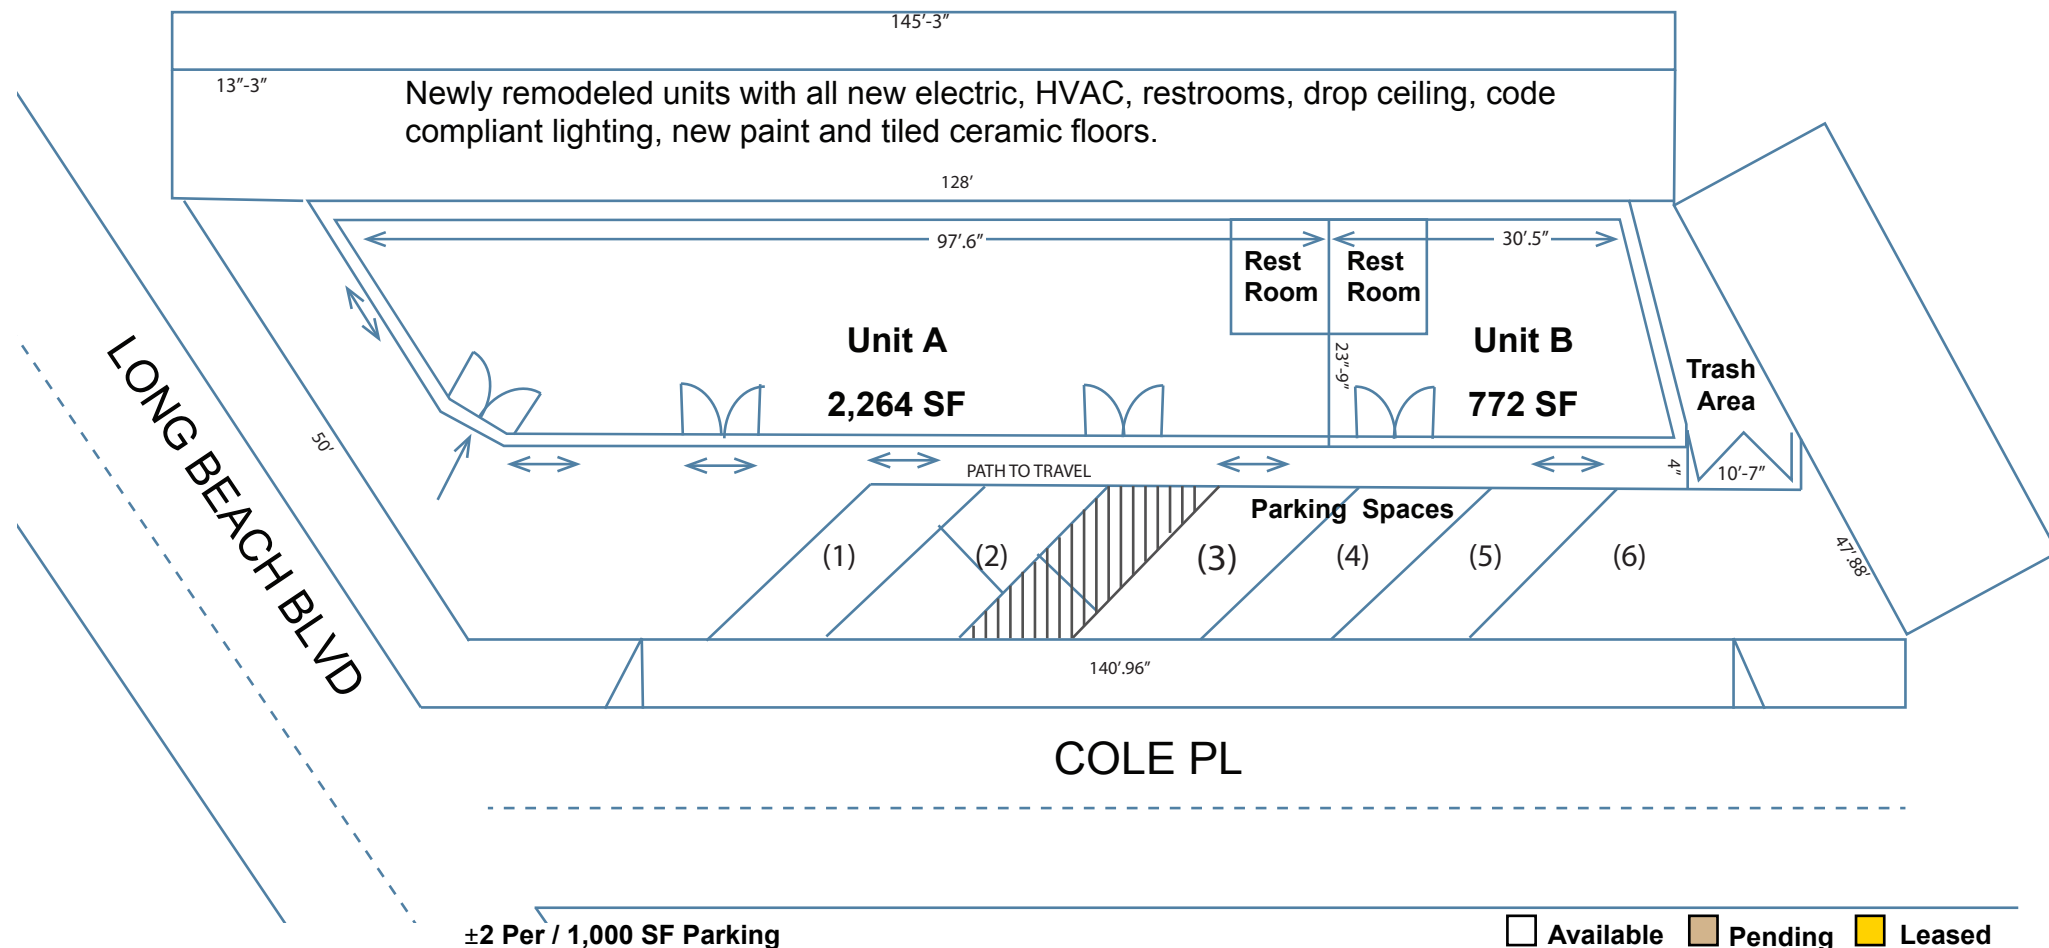 145'-3"
13"-3"
Newly remodeled units with all new electric, HVAC, restrooms, drop ceiling, code
compliant lighting, new paint and tiled ceramic floors.
128'
97'.6"
30'.5"
Rest
Room
Rest
Room
Unit A
2,264 SF
23"-9"
Unit B
772 SF
Trash
Area
LONG BEACH BLVD
50'
PATH TO TRAVEL
4"
10'-7"
Parking Spaces
(1)
(2)
(3)
(4)
(5)
(6)
47'.88'
140'.96"
COLE PL
±2 Per / 1,000 SF Parking
Available
Pending
Leased